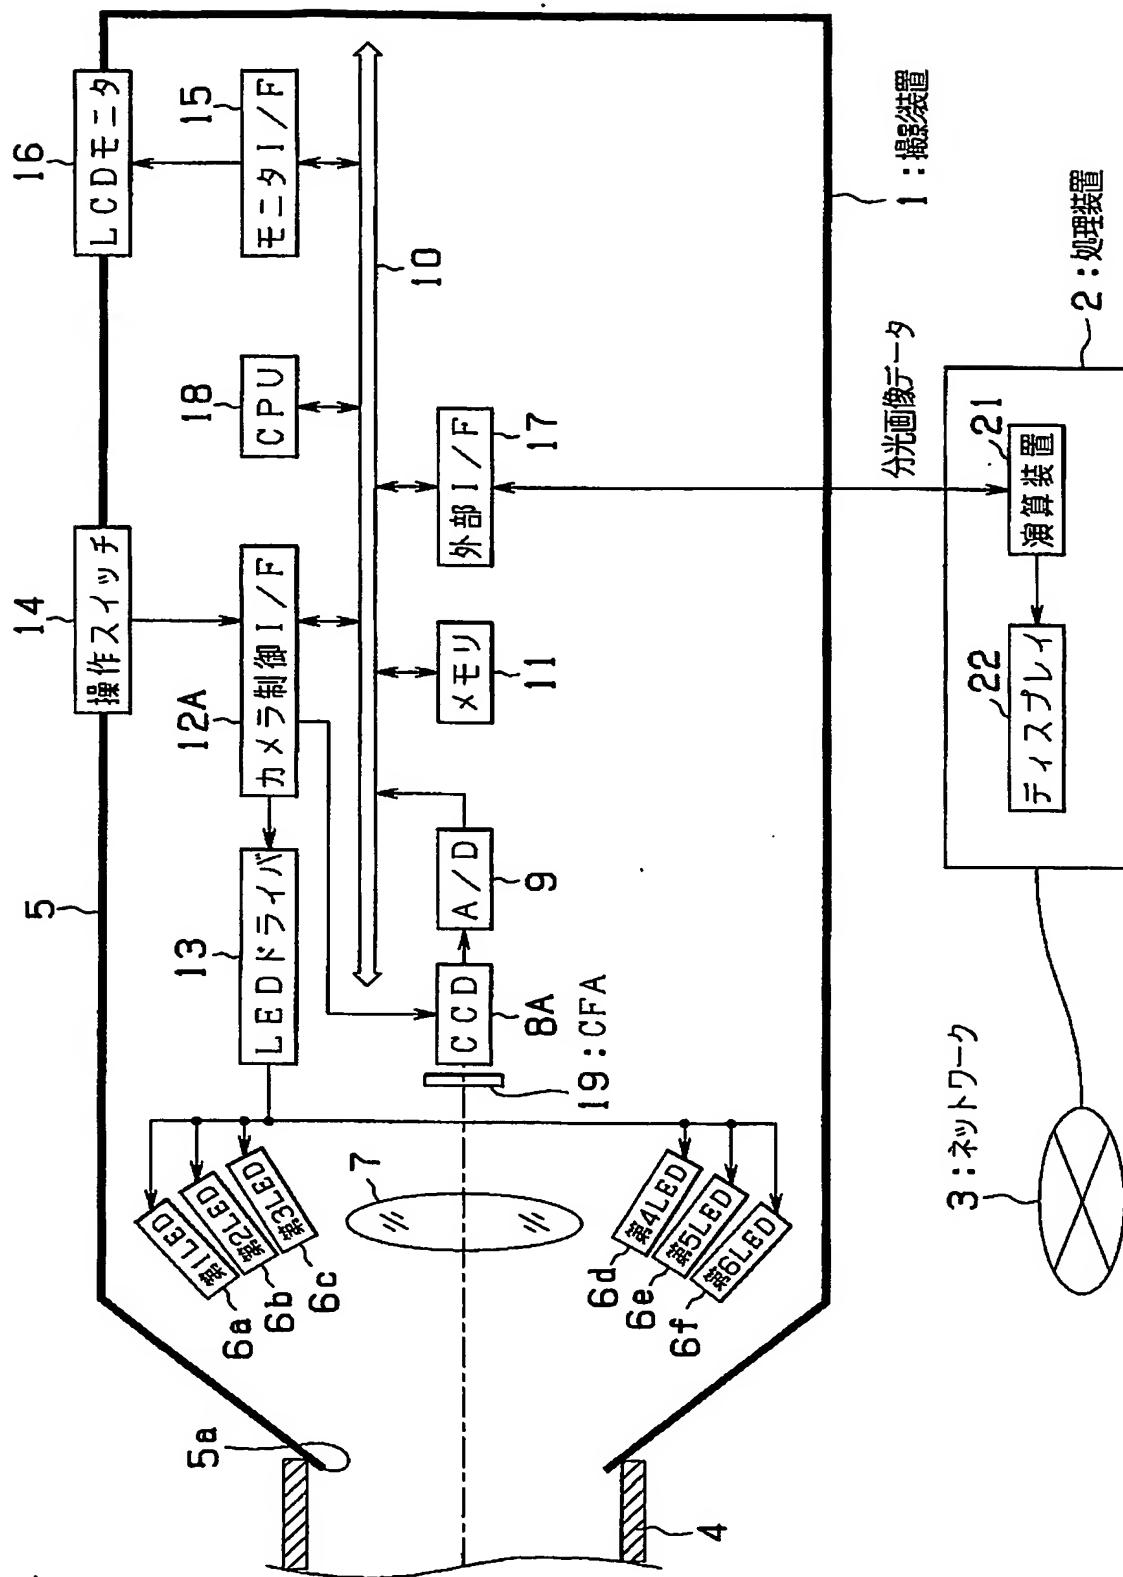 16
LCDモニタ
15
モニタI/F
10
1:撮影装置
18
CPU
外部I/F
17
分光画像データ
2:処理装置
21
演算装置
22
ディスプレイ
14
操作スイッチ
12A
カメラ制御I/F
メモリ
11
5
13
LEDドライバ
A/D
9
CCD
8A
19:CFA
3:ネットワーク
第1LED
第2LED
第3LED
6a
6b
6c
7
第4LED
第5LED
第6LED
6d
6e
6f
5a
4